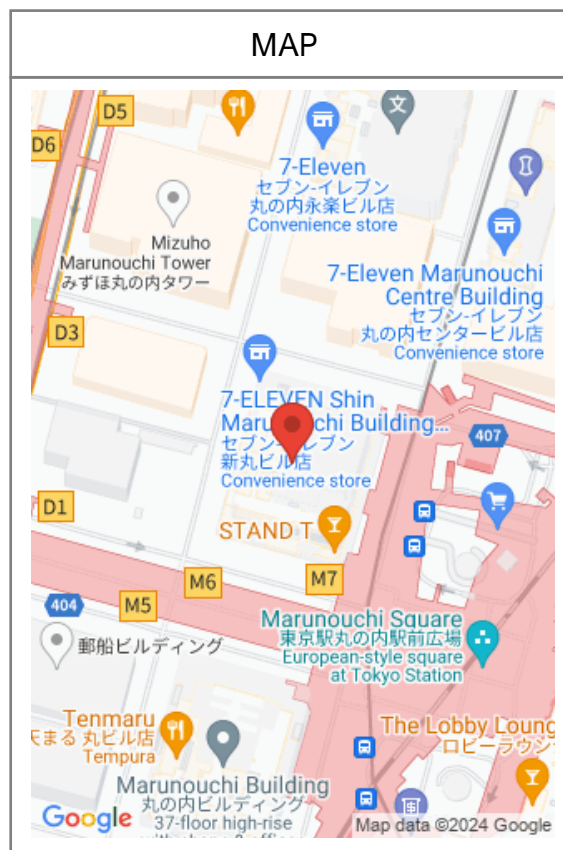 MAP
D5
D6
7-Eleven
セブン-イレブン
丸の内永楽ビル店
Convenience store
Mizuho
Marunouchi Tower
みずほ丸の内タワー
7-Eleven Marunouchi
Centre Building
セブン-イレブン
丸の内センタービル店
Convenience store
D3
7-ELEVEN Shin
Building...
セブン-イレブン
新丸ビル店
Convenience store
407
D1
STAND T
M7
M6
M5
404
Marunouchi Square
東京駅丸の内駅前広場
European-style square
at Tokyo Station
郵船ビルディング
Tenmaru
天まる 丸ビル店
Tempura
The Lobby Loung
ロビーラウン
Marunouchi Building
丸の内ビルディング
37-floor high-rise
Google
Map data ©2024 Google